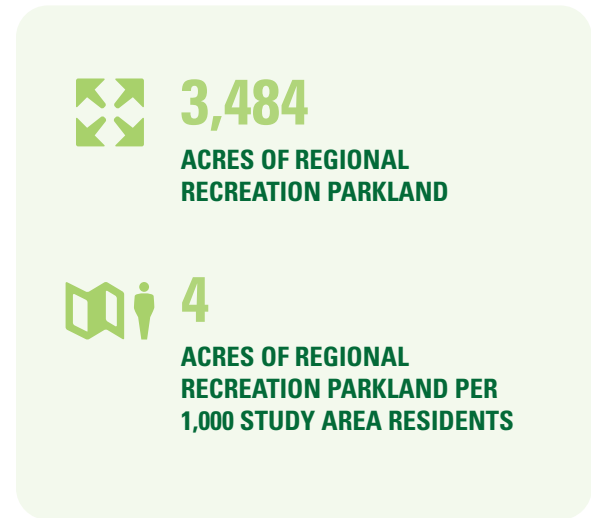 3,484
ACRES OF REGIONAL
RECREATION PARKLAND
4
ACRES OF REGIONAL
RECREATION PARKLAND PER
1,000 STUDY AREA RESIDENTS